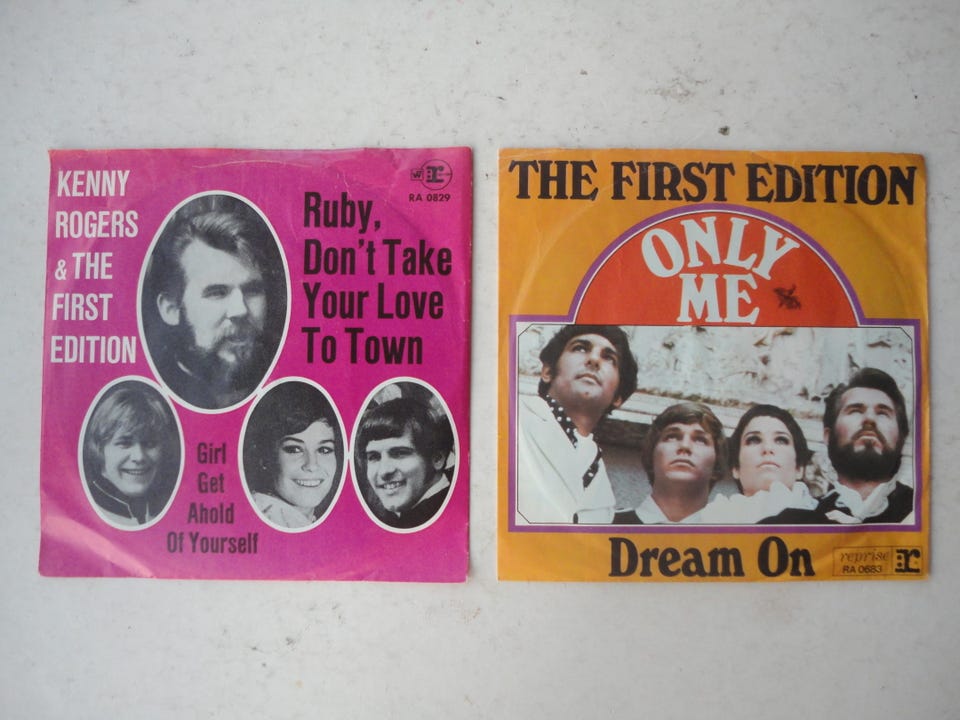 KENNY
ROGERS
& THE
FIRST
EDITION
W R
RA 0829
Ruby,
Don't Take
Your Love
To Town
Girl
Get
Ahold
Of Yourself
THE FIRST EDITION
ONLY
ME
Dream On
reprise
RA 0683